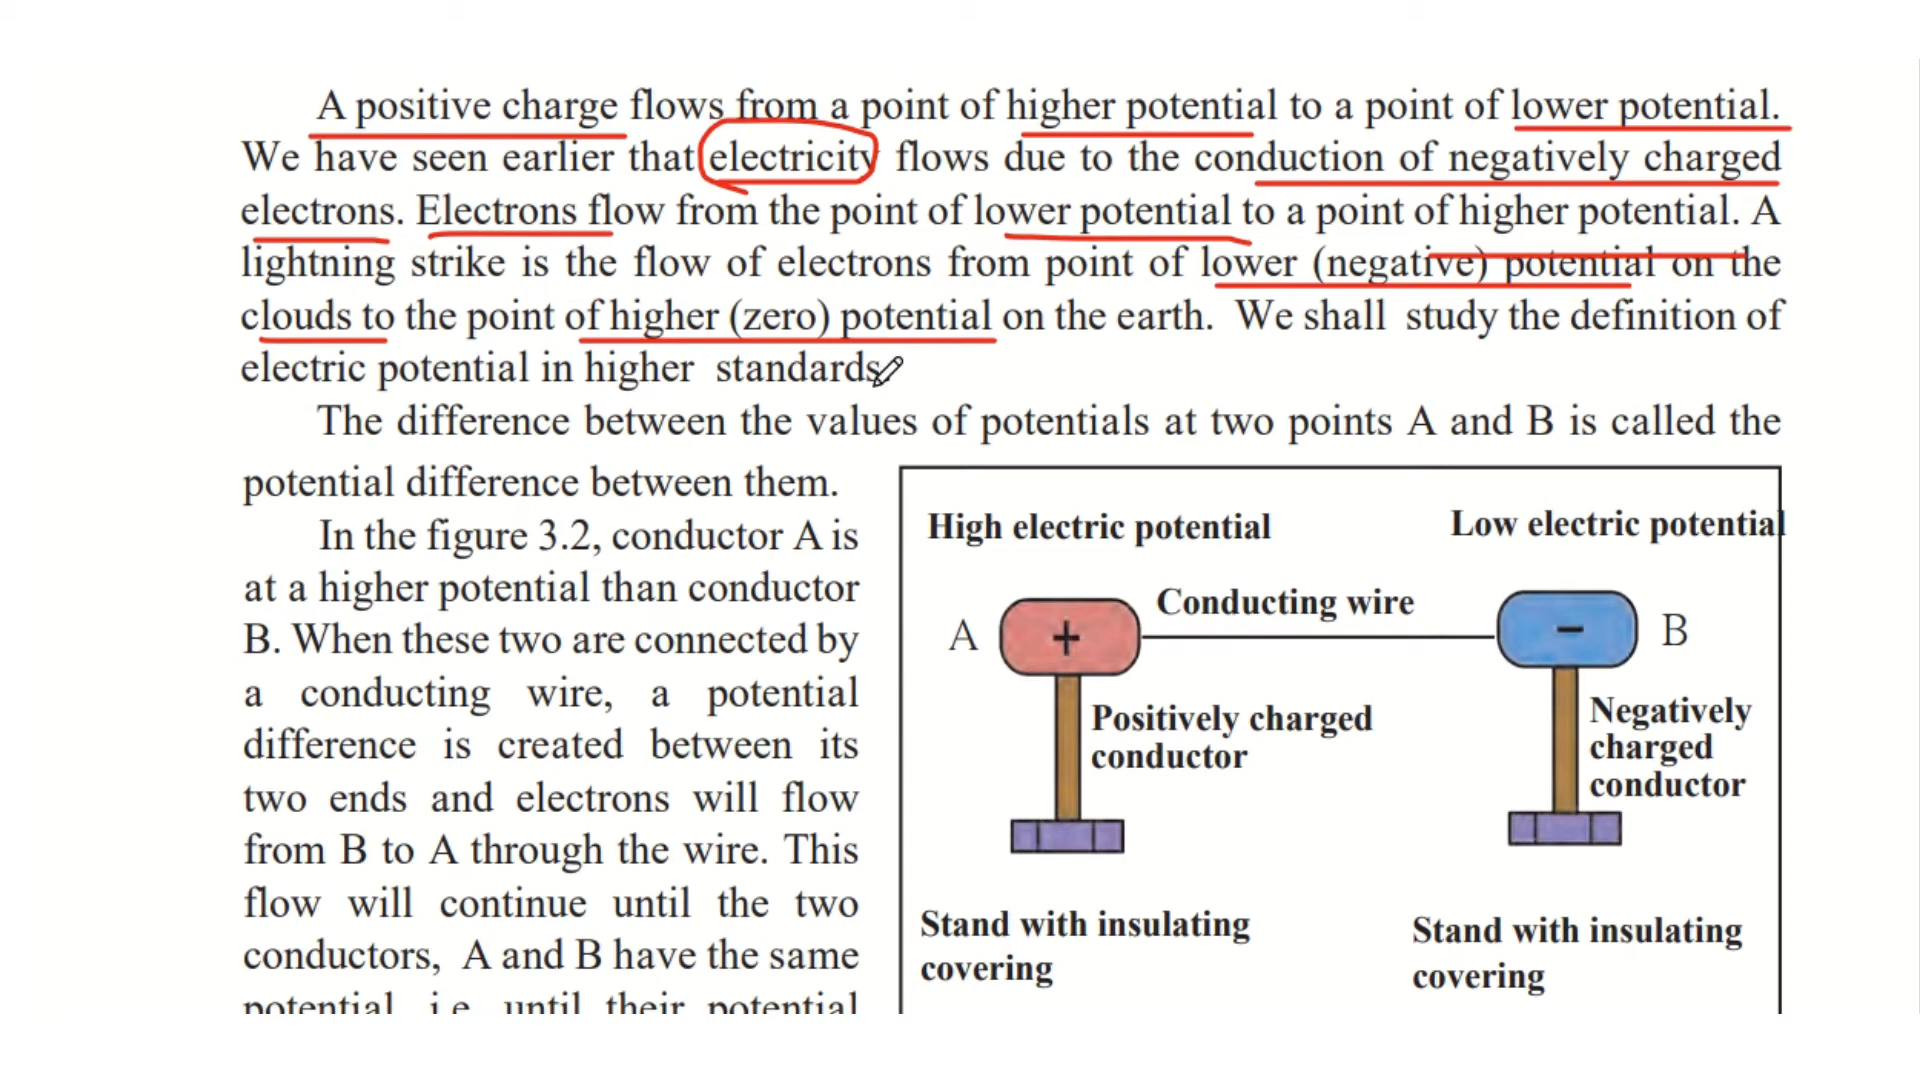 A positive charge flows from a point of higher potential to a point of lower potential.
We have seen earlier that electricity flows due to the conduction of negatively charged
electrons. Electrons flow from the point of lower potential to a point of higher potential. A
lightning strike is the flow of electrons from point of lower (negative) potential on the
clouds to the point of higher (zero) potential on the earth. We shall study the definition of
electric potential in higher standards.
The difference between the values of potentials at two points A and B is called the
potential difference between them.
In the figure 3.2, conductor A is
at a higher potential than conductor
B. When these two are connected by
a conducting wire, a potential
difference is created between its
two ends and electrons will flow
from B to A through the wire. This
flow will continue until the two
conductors, A and B have the same
potential, i.e. until their potential
High electric potential
Low electric potential
Conducting wire
A
+
-
B
Positively charged
conductor
Negatively
charged
conductor
Stand with insulating
covering
Stand with insulating
covering